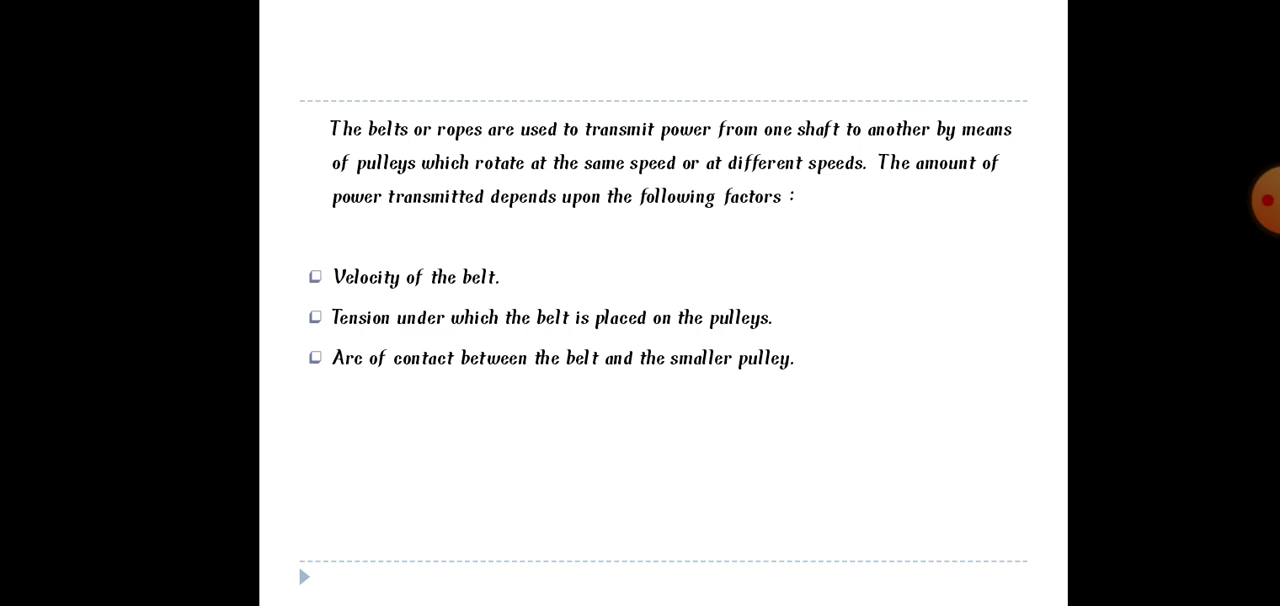 The belts or ropes are used to transmit power from one shaft to another by means
of pulleys which rotate at the same speed or at different speeds. The amount of
power transmitted depends upon the following factors :
Velocity of the belt.
Tension under which the belt is placed on the pulleys.
Arc of contact between the belt and the smaller pulley.